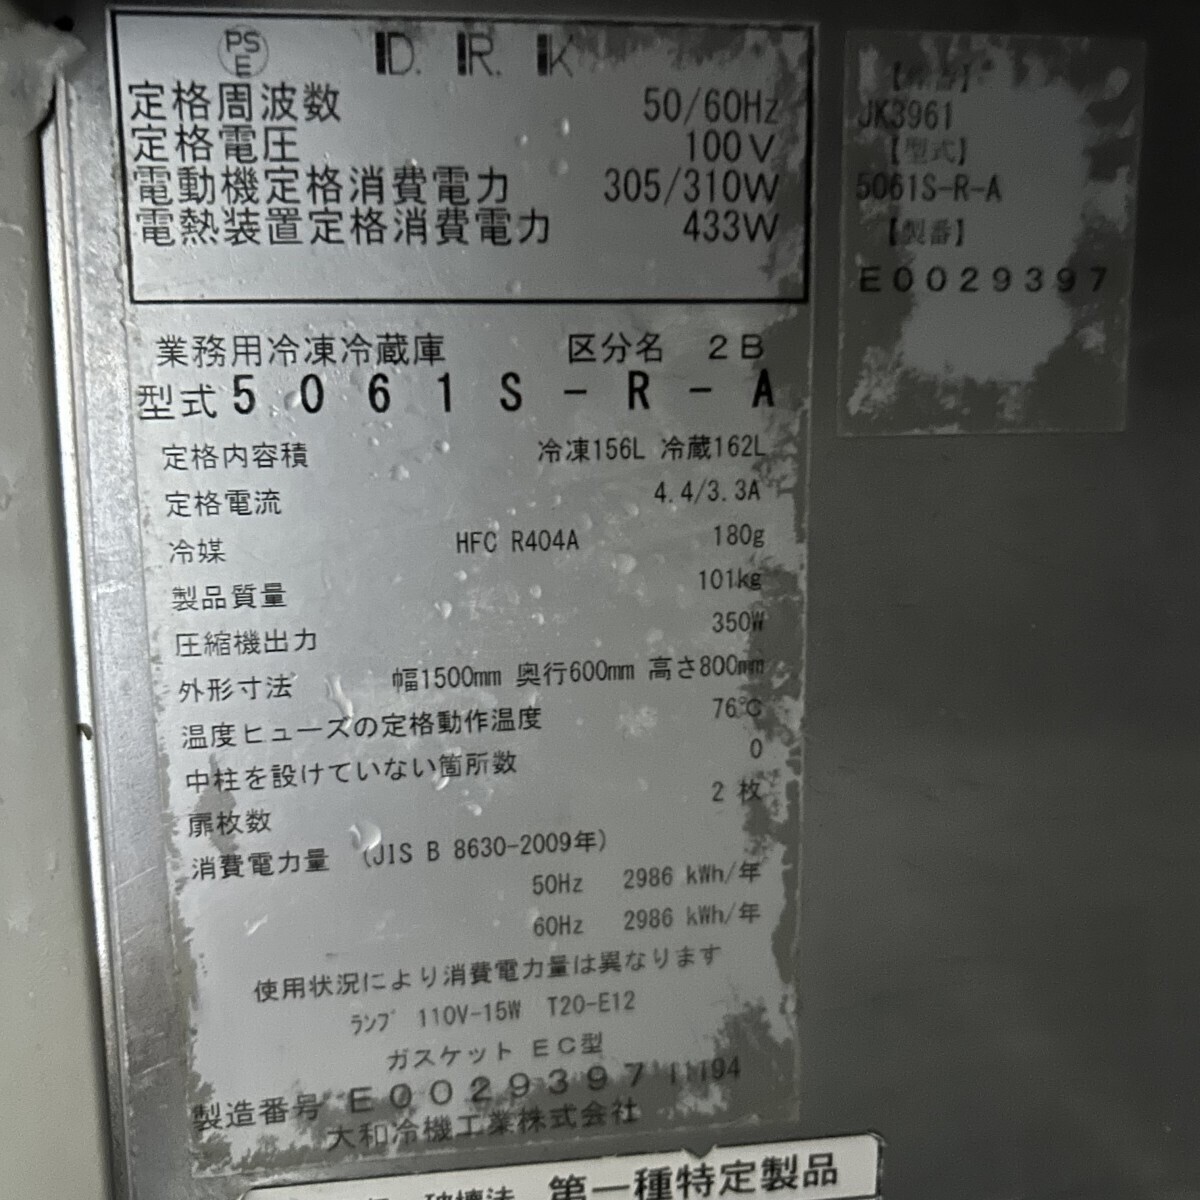 PS
E
D. R. K
定格周波数 50/60Hz
定格電圧 100V
電動機定格消費電力 305/310W
電熱装置定格消費電力 433W
業務用冷凍冷蔵庫 区分名 2B
型式 5061S-R-A
定格内容積 冷凍156L 冷蔵162L
定格電流 4.4/3.3A
冷媒 HFC R404A 180g
製品質量 101kg
圧縮機出力 350W
外形寸法 幅1500mm 奥行600mm 高さ800mm
温度ヒューズの定格動作温度 76℃
中柱を設けていない箇所数 0
扉枚数 2 枚
消費電力量 (JIS B 8630-2009年)
50Hz 2986 kWh/年
60Hz 2986 kWh/年
使用状況により消費電力量は異なります
ランプ 110V-15W T20-E12
ガスケット EC型
製造番号 E0029397 11194
大和冷機工業株式会社
第一種特定製品
JK3961
【型式】
5061S-R-A
【製番】
E0029397